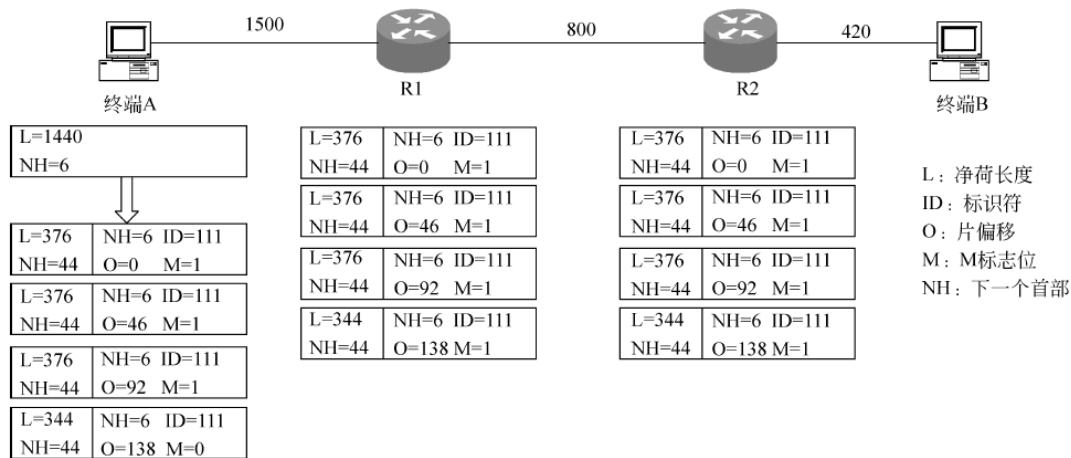 1500
800
420
终端A
R1
R2
终端B
L=1440
NH=6
L=376 NH=6 ID=111
NH=44 O=0 M=1
L=376 NH=6 ID=111
NH=44 O=46 M=1
L=376 NH=6 ID=111
NH=44 O=92 M=1
L=344 NH=6 ID=111
NH=44 O=138 M=0
L=376 NH=6 ID=111
NH=44 O=0 M=1
L=376 NH=6 ID=111
NH=44 O=46 M=1
L=376 NH=6 ID=111
NH=44 O=92 M=1
L=344 NH=6 ID=111
NH=44 O=138 M=1
L=376 NH=6 ID=111
NH=44 O=0 M=1
L=376 NH=6 ID=111
NH=44 O=46 M=1
L=376 NH=6 ID=111
NH=44 O=92 M=1
L=344 NH=6 ID=111
NH=44 O=138 M=1
L：净荷长度
ID：标识符
O：片偏移
M：M标志位
NH：下一个首部